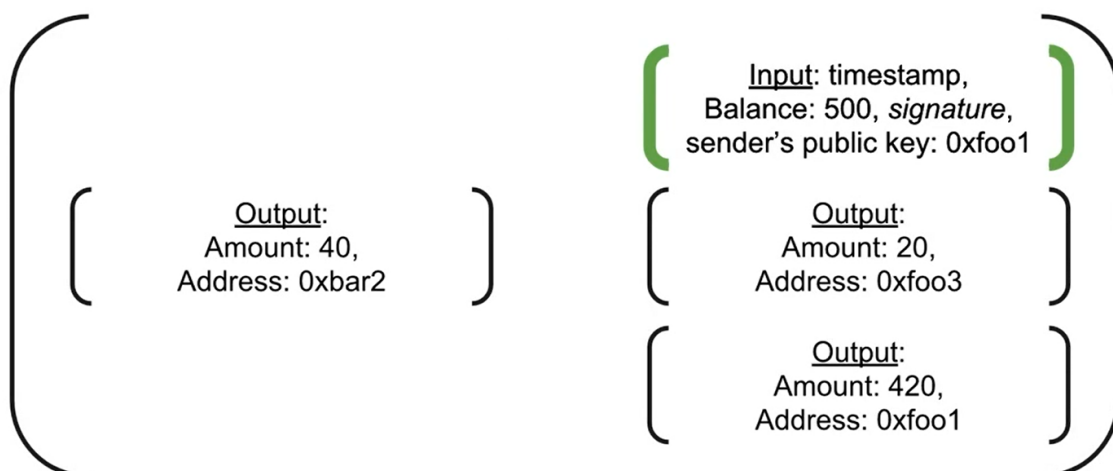 Input: timestamp,
Balance: 500, signature,
sender’s public key: 0xfoo1
Output:
Amount: 40,
Address: 0xbar2
Output:
Amount: 20,
Address: 0xfoo3
Output:
Amount: 420,
Address: 0xfoo1